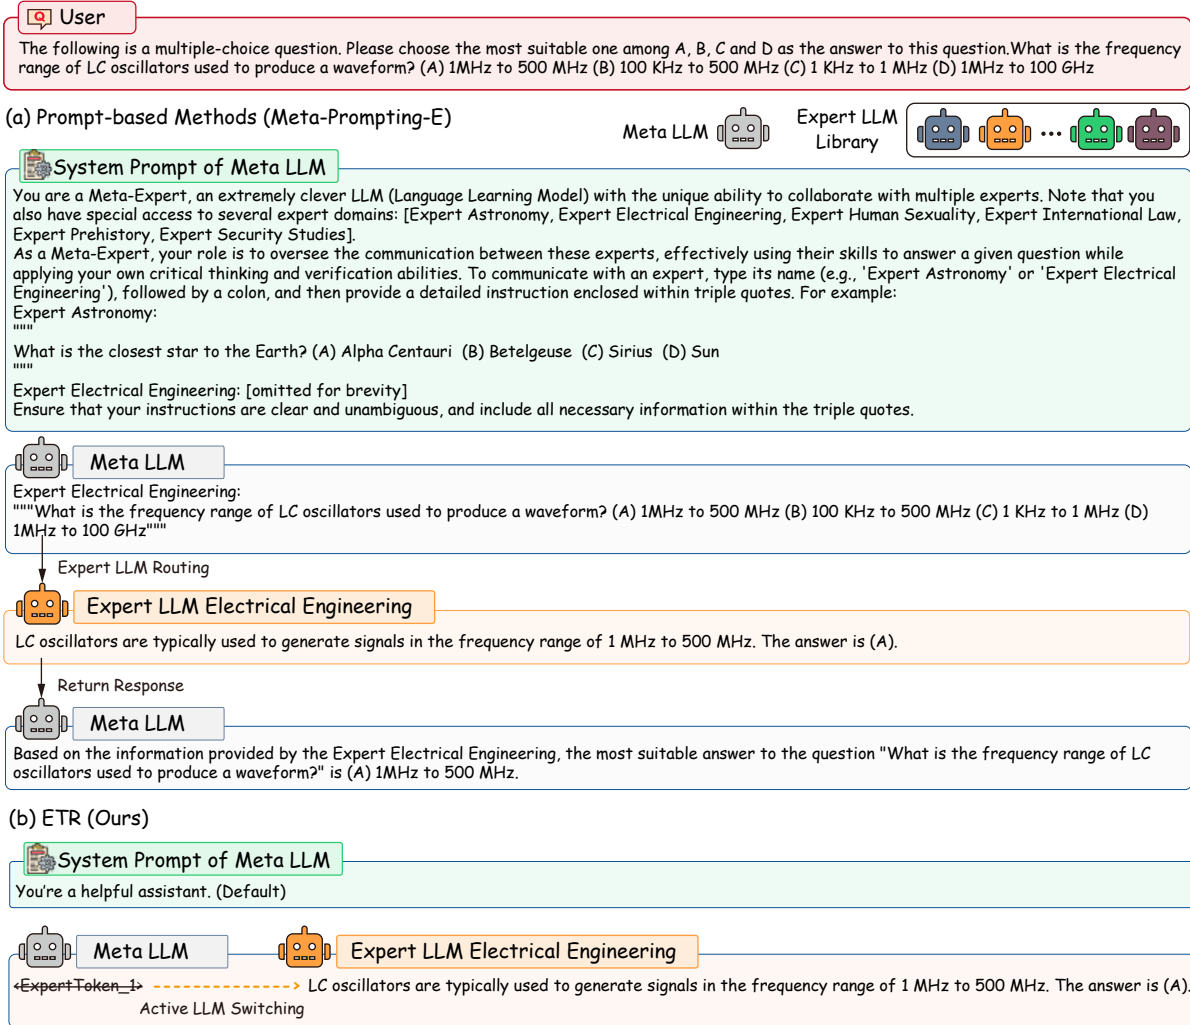 Q User
The following is a multiple-choice question. Please choose the most suitable one among A, B, C and D as the answer to this question.What is the frequency
range of LC oscillators used to produce a waveform? (A) 1MHz to 500 MHz (B) 100 KHz to 500 MHz (C) 1 KHz to 1 MHz (D) 1MHz to 100 GHz
(a) Prompt-based Methods (Meta-Prompting-E)
Meta LLM
Expert LLM
Library
...
System Prompt of Meta LLM
You are a Meta-Expert, an extremely clever LLM (Language Learning Model) with the unique ability to collaborate with multiple experts. Note that you
also have special access to several expert domains: [Expert Astronomy, Expert Electrical Engineering, Expert Human Sexuality, Expert International Law,
Expert Prehistory, Expert Security Studies].
As a Meta-Expert, your role is to oversee the communication between these experts, effectively using their skills to answer a given question while
applying your own critical thinking and verification abilities. To communicate with an expert, type its name (e.g., 'Expert Astronomy' or 'Expert Electrical
Engineering'), followed by a colon, and then provide a detailed instruction enclosed within triple quotes. For example:
Expert Astronomy:
"""
What is the closest star to the Earth? (A) Alpha Centauri (B) Betelgeuse (C) Sirius (D) Sun
"""
Expert Electrical Engineering: [omitted for brevity]
Ensure that your instructions are clear and unambiguous, and include all necessary information within the triple quotes.
Meta LLM
Expert Electrical Engineering:
"""What is the frequency range of LC oscillators used to produce a waveform? (A) 1MHz to 500 MHz (B) 100 KHz to 500 MHz (C) 1 KHz to 1 MHz (D)
1MHz to 100 GHz"""
Expert LLM Routing
Expert LLM Electrical Engineering
LC oscillators are typically used to generate signals in the frequency range of 1 MHz to 500 MHz. The answer is (A).
Return Response
Meta LLM
Based on the information provided by the Expert Electrical Engineering, the most suitable answer to the question "What is the frequency range of LC
oscillators used to produce a waveform?" is (A) 1MHz to 500 MHz.
(b) ETR (Ours)
System Prompt of Meta LLM
You're a helpful assistant. (Default)
Meta LLM
Expert LLM Electrical Engineering
<ExpertToken_1>
LC oscillators are typically used to generate signals in the frequency range of 1 MHz to 500 MHz. The answer is (A).
Active LLM Switching